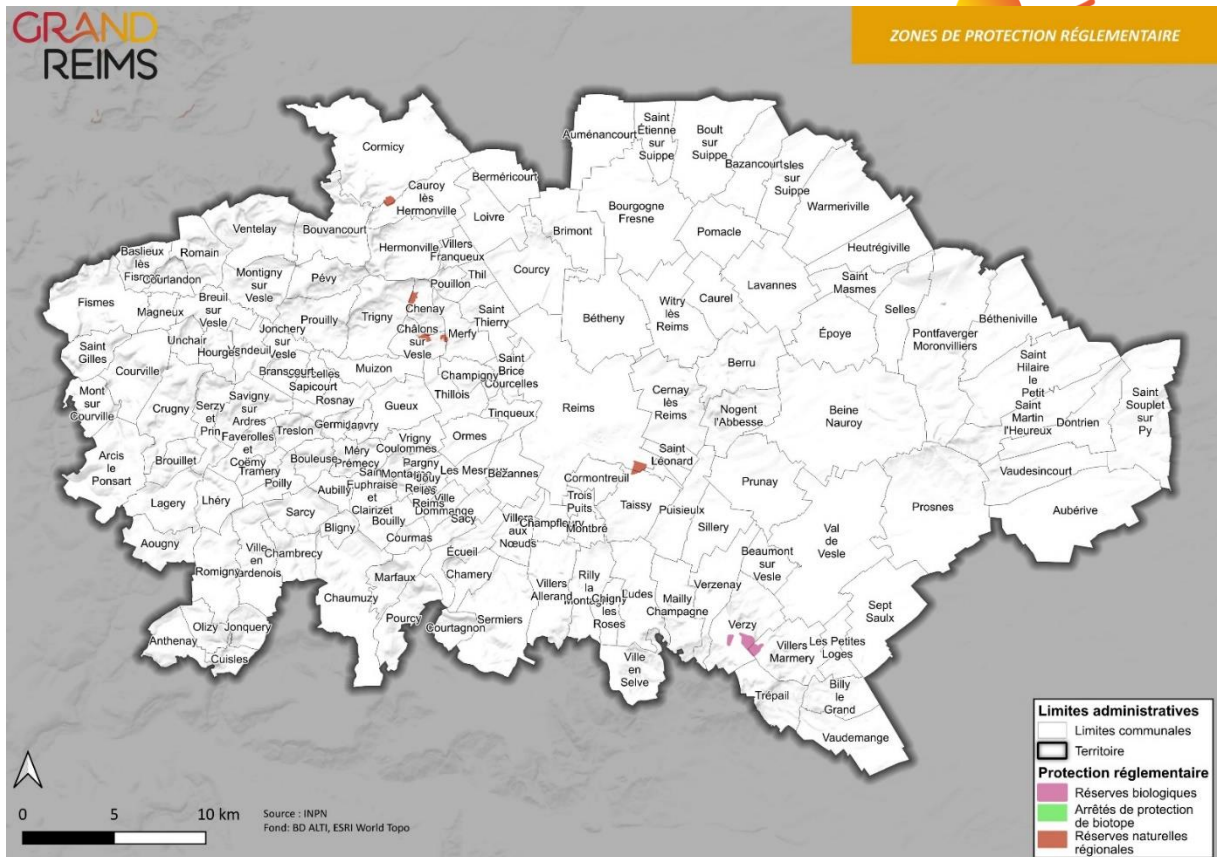 GRAND
REIMS
ZONES DE PROTECTION RÉGLEMENTAIRE
Cormicy
Auménancourt
Saint
Étienne
sur
Suippe
Boult
sur
Suippe
Bazancourt
Isles
sur
Suippe
Warmeriville
Cauroy
lès
Hermonville
Berméricourt
Loivre
Bourgogne
Fresne
Brimont
Pomacle
Heutrégiville
Ventelay
Bouvancourt
Hermonville
Villers
Franqueux
Thil
Pouillon
Courcy
Baslieux
lès
Fismes
Romain
Courlandon
Montigny
sur
Vesle
Pévy
Lavannes
Saint
Masmes
Selles
Fismes
Magneux
Breuil
sur
Vesle
Prouilly
Trigny
Chenay
Saint
Thierry
Bétheny
Witry
lès
Reims
Caurel
Époye
Pontfaverger
Moronvilliers
Bétheniville
Unchair
Hourges
Vendeuil
Jonchery
sur
Vesle
Châlons
sur
Vesle
Merfy
Saint
Gilles
Courville
Branscourt
Courcelles
Sapicourt
Rosnay
Muizon
Champigny
Saint
Brice
Courcelles
Thillois
Berru
Saint
Hilaire
le
Petit
Mont
sur
Courville
Crugny
Serzy
et
Prin
Savigny
sur
Ardres
Faverolles
et
Coëmy
Treslon
Germigny
Janvry
Gueux
Tinqueux
Reims
Cernay
lès
Reims
Nogent
l'Abbesse
Beine
Nauroy
Saint
Martin
l'Heureux
Dontrien
Saint
Souplet
sur
Py
Arcis
le
Ponsart
Brouillet
Tramery
Poilly
Bouleuse
Méry
Prémecy
Vrigny
Coulommes
Ormes
Pargny
Les Mesneux
Bezannes
Saint
Léonard
Cormontreuil
Vaudesincourt
Lagery
Lhéry
Aubilly
Saint
Euphraise
et
Clairizet
Montagne
Jouy
lès
Reims
Ville
Dommange
Trois
Puits
Taissy
Puisieulx
Prunay
Prosnes
Aubérive
Sarcy
Bligny
Bouilly
Courmas
Sacy
Villers
aux
Nœuds
Champfleury
Montbré
Sillery
Val
de
Vesle
Aougny
Romigny
Ville
en
Tardenois
Chambrecy
Écueil
Chamery
Beaumont
sur
Vesle
Marfaux
Chaumuzy
Pourcy
Courtagnon
Sermiers
Villers
Allerand
Rilly
la
Montagne
Chigny
les
Roses
Ludes
Mailly
Champagne
Verzenay
Sept
Saulx
Anthenay
Olizy
Jonquery
Cuisles
Verzy
Villers
Marmery
Les Petites
Loges
Ville
en
Selve
Trépail
Billy
le
Grand
Vaudemange
Limites administratives
Limites communales
Territoire
Protection réglementaire
Réserves biologiques
Arrêtés de protection
de biotope
Réserves naturelles
régionales
0 5 10 km
Source : INPN
Fond: BD ALTI, ESRI World Topo